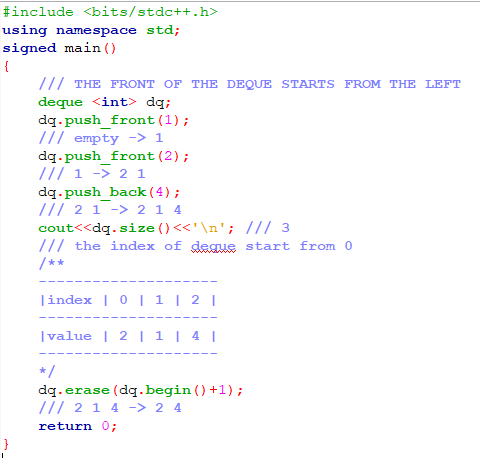 #include <bits/stdc++.h>
using namespace std;
signed main()
{
/// THE FRONT OF THE DEQUE STARTS FROM THE LEFT
deque <int> dq;
dq.push_front(1);
/// empty -> 1
dq.push_front(2);
/// 1 -> 2 1
dq.push_back(4);
/// 2 1 -> 2 1 4
cout<<dq.size()<<'\n'; /// 3
/// the index of deque start from 0
/**
--------------------
|index | 0 | 1 | 2 |
--------------------
|value | 2 | 1 | 4 |
--------------------
*/
dq.erase(dq.begin()+1);
/// 2 1 4 -> 2 4
return 0;
}